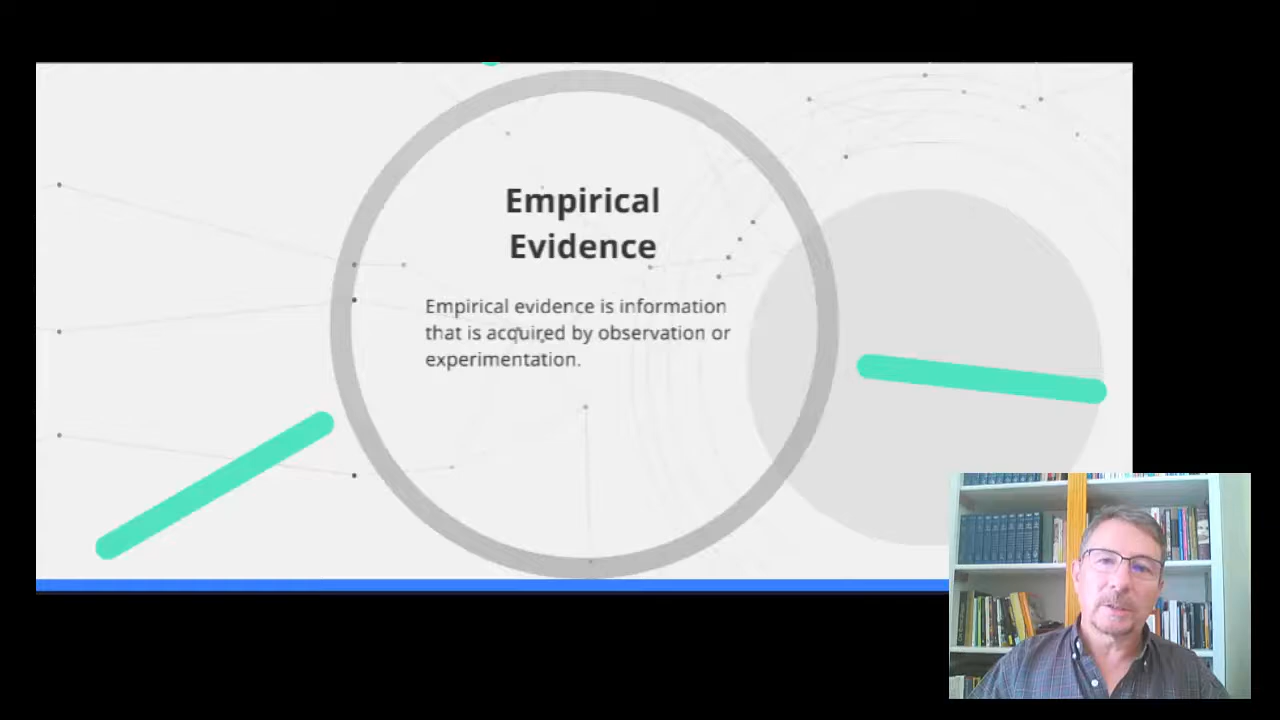 Empirical
Evidence
Empirical evidence is information
that is acquired by observation or
experimentation.